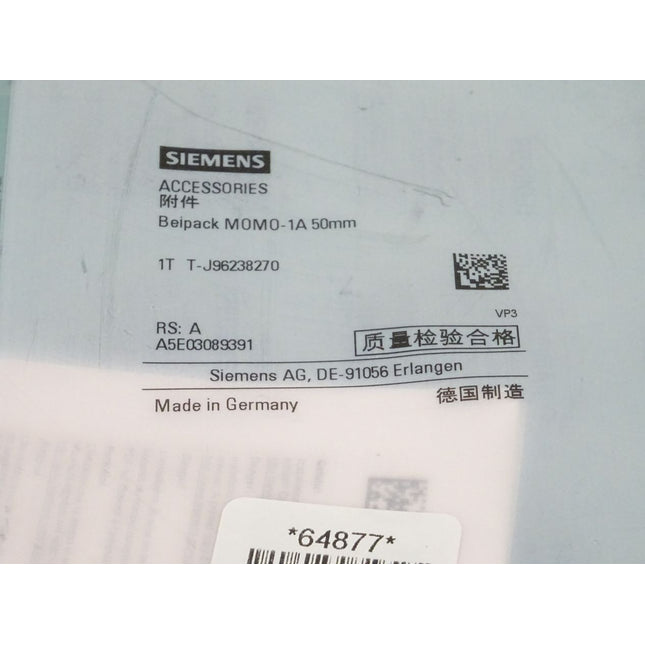 SIEMENS
ACCESSORIES
附件
Beipack MOMO-1A 50mm
1T T-J96238270
VP3
RS: A
A5E03089391
质量检验合格
Siemens AG, DE-91056 Erlangen
Made in Germany
德国制造
*64877*